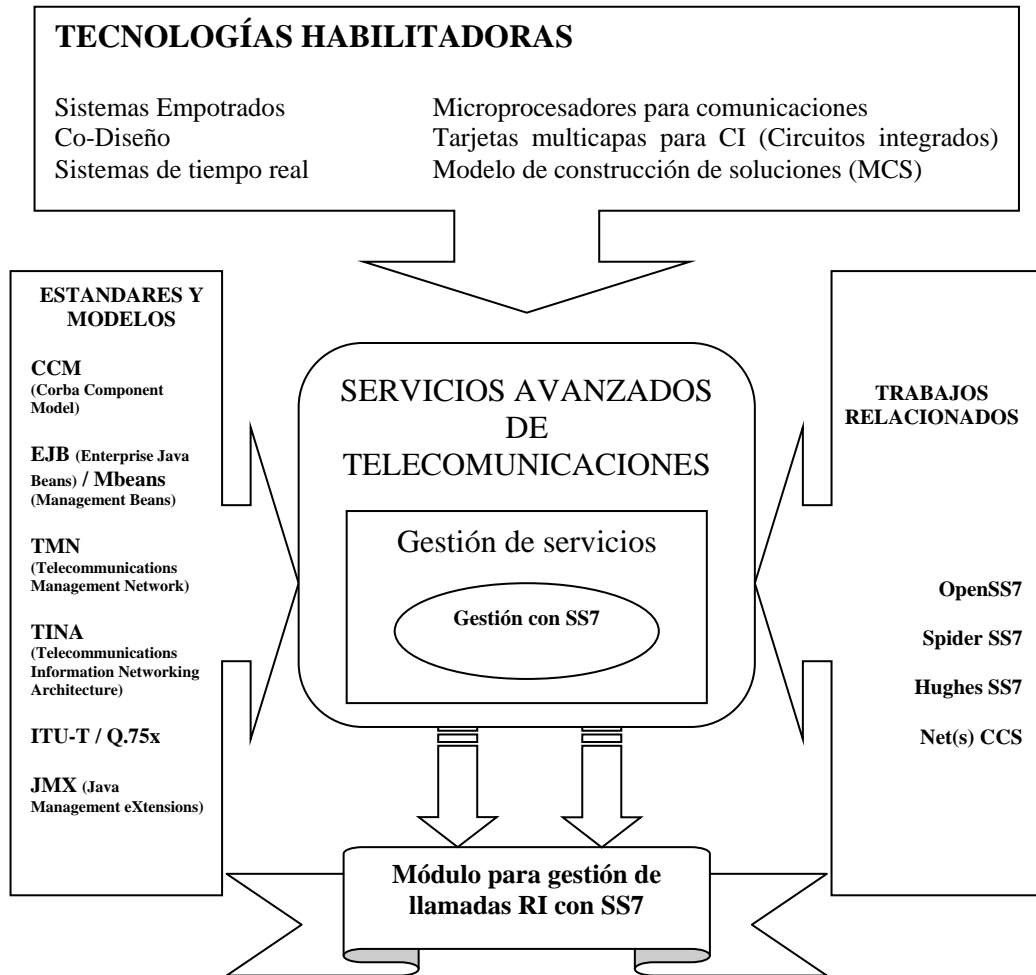 TECNOLOGÍAS HABILITADORAS
Sistemas Empotrados
Co-Diseño
Sistemas de tiempo real
Microprocesadores para comunicaciones
Tarjetas multicapas para CI (Circuitos integrados)
Modelo de construcción de soluciones (MCS)
ESTANDARES Y
MODELOS
CCM
(Corba Component
Model)
EJB (Enterprise Java
Beans) / Mbeans
(Management Beans)
TMN
(Telecommunications
Management Network)
TINA
(Telecommunications
Information Networking
Architecture)
ITU-T / Q.75x
JMX (Java
Management eXtensions)
SERVICIOS AVANZADOS
DE
TELECOMUNICACIONES
Gestión de servicios
Gestión con SS7
TRABAJOS
RELACIONADOS
OpenSS7
Spider SS7
Hughes SS7
Net(s) CCS
Módulo para gestión de
llamadas RI con SS7